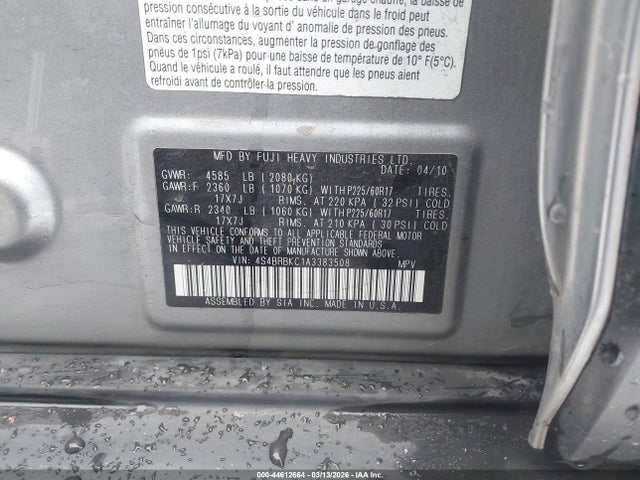 pression consécutive à la sortie du véhicule dans le froid peut
entraîner l'allumage du voyant d' anomalie de pression des pneus.
Dans ces circonstances, augmenter la pression de gonflage des
pneus de 1psi (7kPa) pour une baisse de température de 10° F(5°C).
Quand le véhicule a roulé, il faut attendre que les pneus aient
refroidi avant de contrôler la pression.
MFD BY FUJI HEAVY INDUSTRIES LTD.
DATE: 04/10
GVWR: 4585 LB ( 2080 KG)
GAWR:F 2360 LB ( 1070 KG) WITH P225/60R17 TIRES.
17X7J RIMS. AT 220 KPA ( 32 PSI) COLD
GAWR:R 2340 LB ( 1060 KG) WITH P225/60R17 TIRES.
17X7J RIMS. AT 210 KPA ( 30 PSI) COLD
THIS VEHICLE CONFORMS TO ALL APPLICABLE FEDERAL MOTOR
VEHICLE SAFETY AND THEFT PREVENTION STANDARDS
IN EFFECT ON THE DATE OF MANUFACTURE SHOWN ABOVE.
VIN: 4S4BRBKC1A3383508 MPV
ASSEMBLED BY SIA INC. MADE IN U.S.A.
000-44612664 - 03/13/2026 - IAAI.COM